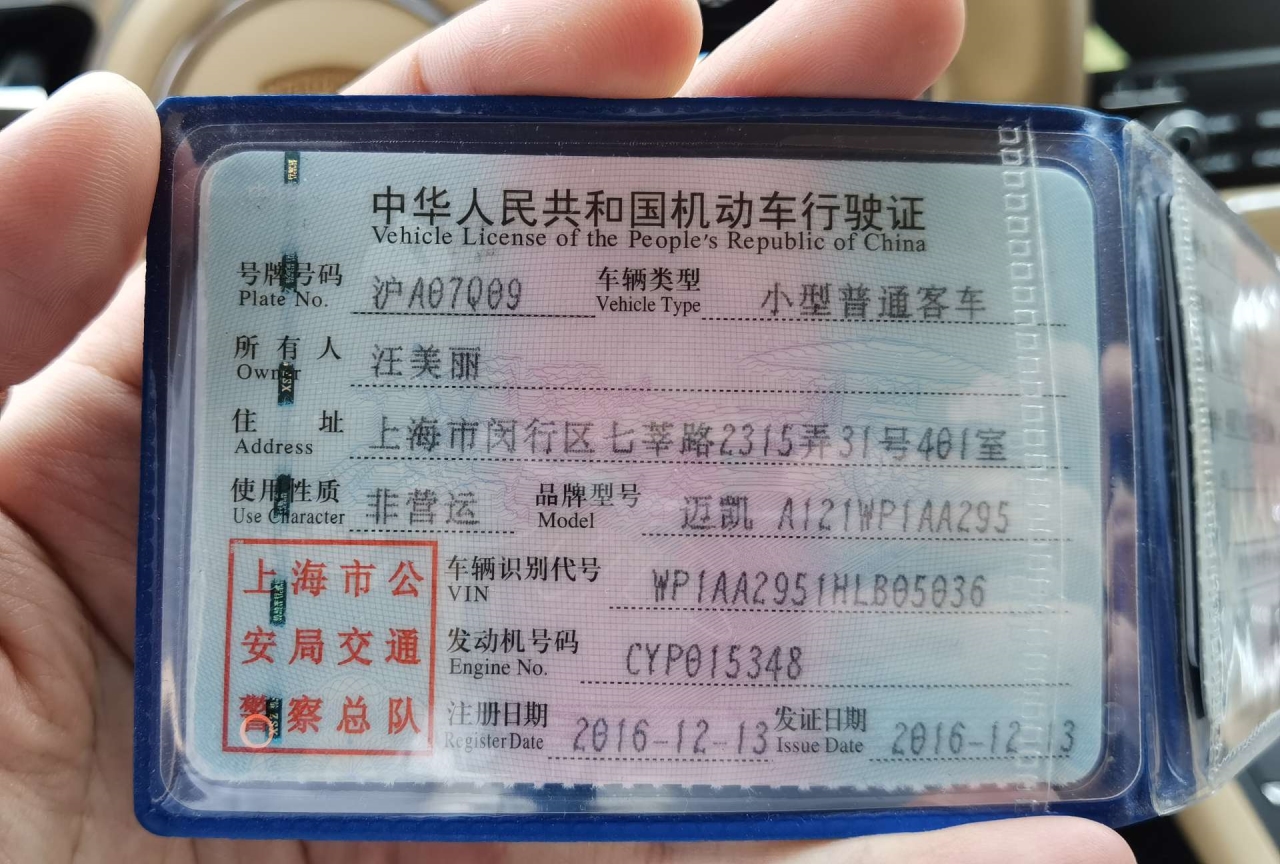 中华人民共和国机动车行驶证
Vehicle License of the People's Republic of China
号牌号码 沪A07Q09 车辆类型 小型普通客车
Plate No. Vehicle Type
所有人 汪美丽
Owner
住址 上海市闵行区七莘路2315弄31号401室
Address
使用性质 非营运 品牌型号 迈凯 A121WP1AA295
Use Character Model
上海市公安局交通警察总队
车辆识别代号 WP1AA2951HLB05036
VIN
发动机号码 CYP015348
Engine No.
注册日期 2016-12-13 发证日期 2016-12-13
Register Date Issue Date